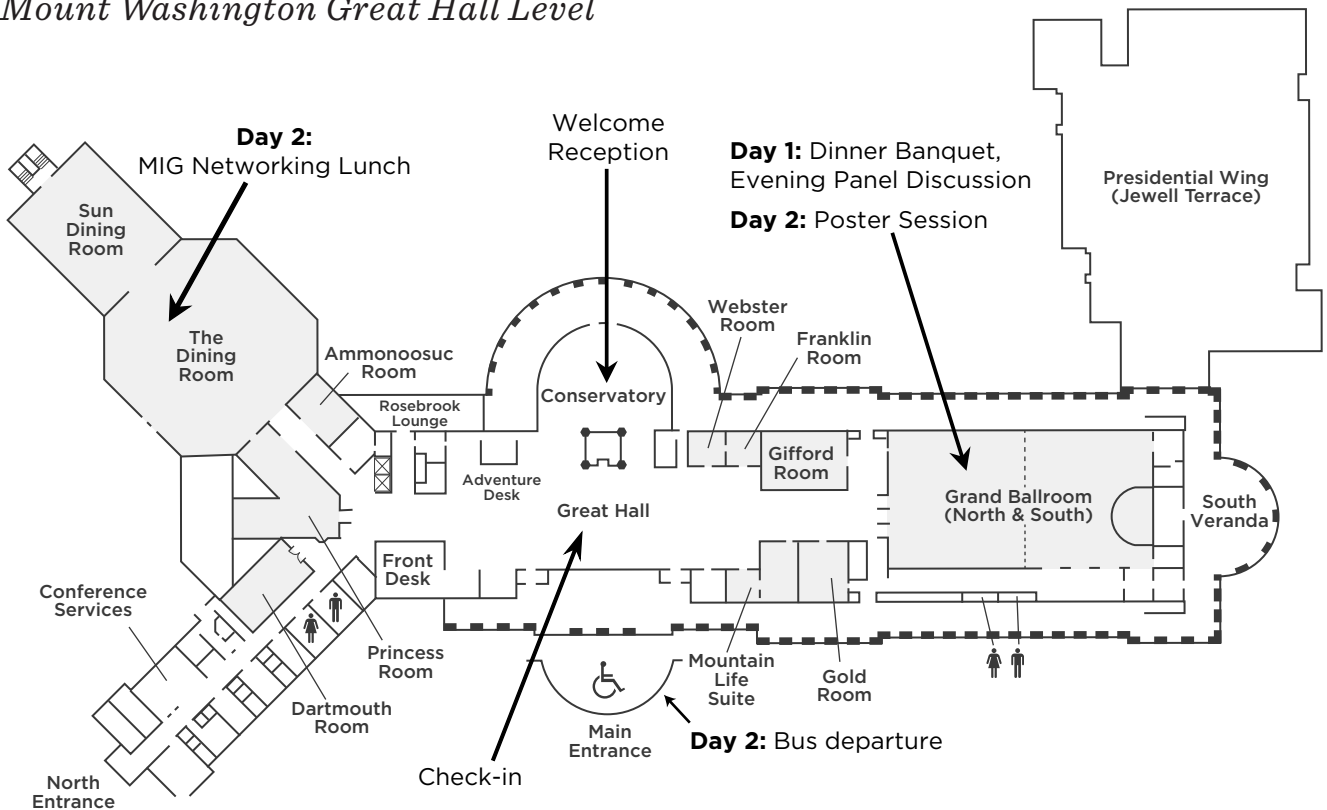 Mount Washington Great Hall Level
Day 2:
MIG Networking Lunch
Welcome
Reception
Day 1: Dinner Banquet,
Evening Panel Discussion
Day 2: Poster Session
Presidential Wing
(Jewell Terrace)
Sun
Dining
Room
The
Dining
Room
Ammonoosuc
Room
Rosebrook
Lounge
Conservatory
Webster
Room
Franklin
Room
Gifford
Room
Adventure
Desk
Great Hall
Grand Ballroom
(North & South)
South
Veranda
Front
Desk
Conference
Services
Princess
Room
Dartmouth
Room
Mountain
Life
Suite
Gold
Room
Main
Entrance
Day 2: Bus departure
Check-in
North
Entrance